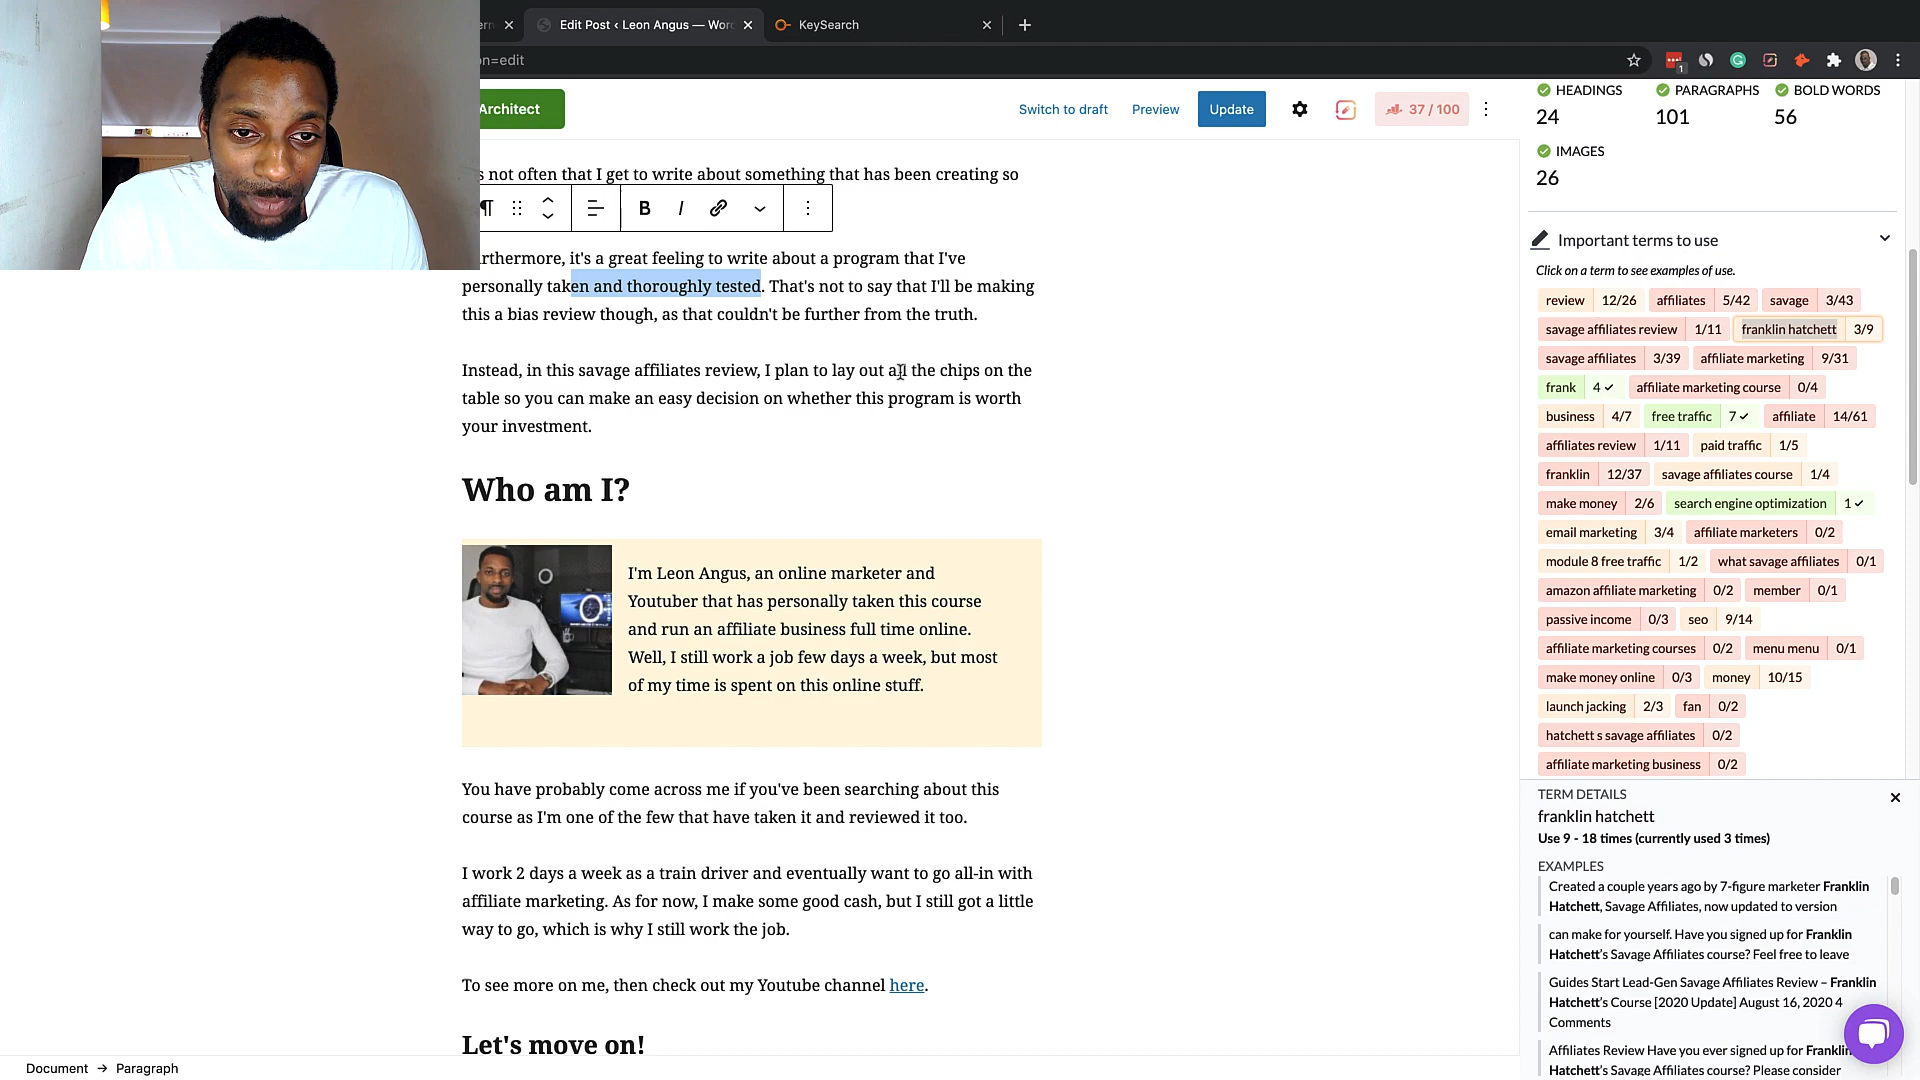 ern
Edit Post ‹ Leon Angus — Wor
KeySearch
on=edit
1
Architect
Switch to draft
Preview
Update
37 / 100
s not often that I get to write about something that has been creating so
B I
urthermore, it's a great feeling to write about a program that I've
personally taken and thoroughly tested. That's not to say that I'll be making
this a bias review though, as that couldn't be further from the truth.
Instead, in this savage affiliates review, I plan to lay out all the chips on the
table so you can make an easy decision on whether this program is worth
your investment.
Who am I?
I'm Leon Angus, an online marketer and
Youtuber that has personally taken this course
and run an affiliate business full time online.
Well, I still work a job few days a week, but most
of my time is spent on this online stuff.
You have probably come across me if you've been searching about this
course as I'm one of the few that have taken it and reviewed it too.
I work 2 days a week as a train driver and eventually want to go all-in with
affiliate marketing. As for now, I make some good cash, but I still got a little
way to go, which is why I still work the job.
To see more on me, then check out my Youtube channel here.
Let's move on!
Document → Paragraph
HEADINGS PARAGRAPHS BOLD WORDS
24 101 56
IMAGES
26
Important terms to use
Click on a term to see examples of use.
review 12/26 affiliates 5/42 savage 3/43
savage affiliates review 1/11 franklin hatchett 3/9
savage affiliates 3/39 affiliate marketing 9/31
frank 4 ✓ affiliate marketing course 0/4
business 4/7 free traffic 7 ✓ affiliate 14/61
affiliates review 1/11 paid traffic 1/5
franklin 12/37 savage affiliates course 1/4
make money 2/6 search engine optimization 1 ✓
email marketing 3/4 affiliate marketers 0/2
module 8 free traffic 1/2 what savage affiliates 0/1
amazon affiliate marketing 0/2 member 0/1
passive income 0/3 seo 9/14
affiliate marketing courses 0/2 menu menu 0/1
make money online 0/3 money 10/15
launch jacking 2/3 fan 0/2
hatchett s savage affiliates 0/2
affiliate marketing business 0/2
TERM DETAILS
franklin hatchett
Use 9 - 18 times (currently used 3 times)
EXAMPLES
Created a couple years ago by 7-figure marketer Franklin
Hatchett, Savage Affiliates, now updated to version
can make for yourself. Have you signed up for Franklin
Hatchett's Savage Affiliates course? Feel free to leave
Guides Start Lead-Gen Savage Affiliates Review – Franklin
Hatchett's Course [2020 Update] August 16, 2020 4
Comments
Affiliates Review Have you ever signed up for Franklin
Hatchett's Savage Affiliates course? Please consider